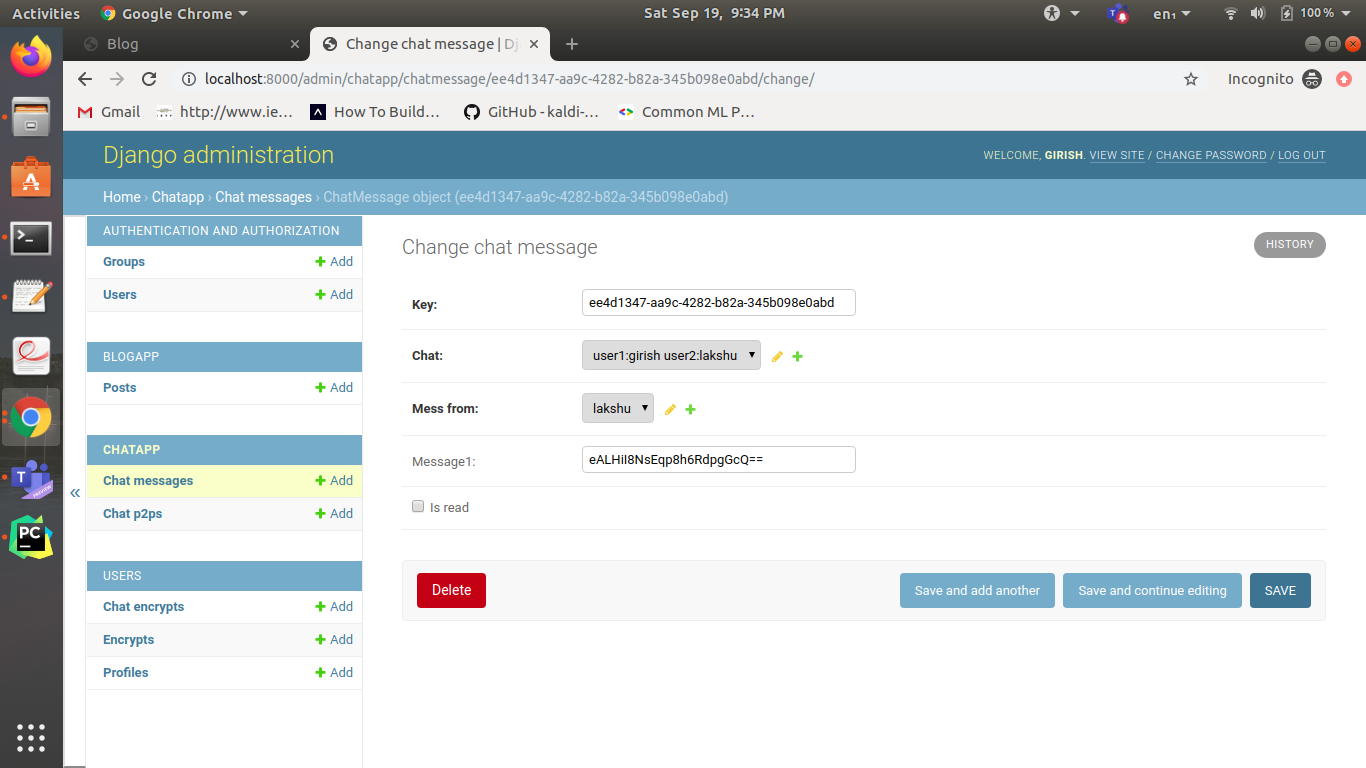 Activities Google Chrome Sat Sep 19, 9:34 PM en₁ 100 %
Blog Change chat message | Dj
localhost:8000/admin/chatapp/chatmessage/ee4d1347-aa9c-4282-b82a-345b098e0abd/change/ Incognito
Gmail http://www.ie... How To Build... GitHub - kaldi-... Common ML P...
Django administration WELCOME, GIRISH. VIEW SITE / CHANGE PASSWORD / LOG OUT
Home › Chatapp › Chat messages › ChatMessage object (ee4d1347-aa9c-4282-b82a-345b098e0abd)
AUTHENTICATION AND AUTHORIZATION
Groups Add
Users Add
BLOGAPP
Posts Add
CHATAPP
Chat messages Add
«
Chat p2ps Add
USERS
Chat encrypts Add
Encrypts Add
Profiles Add
Change chat message HISTORY
Key: ee4d1347-aa9c-4282-b82a-345b098e0abd
Chat: user1:girish user2:lakshu
Mess from: lakshu
Message1: eALHiI8NsEqp8h6RdpgGcQ==
Is read
Delete Save and add another Save and continue editing SAVE
T
PREVIEW
PC